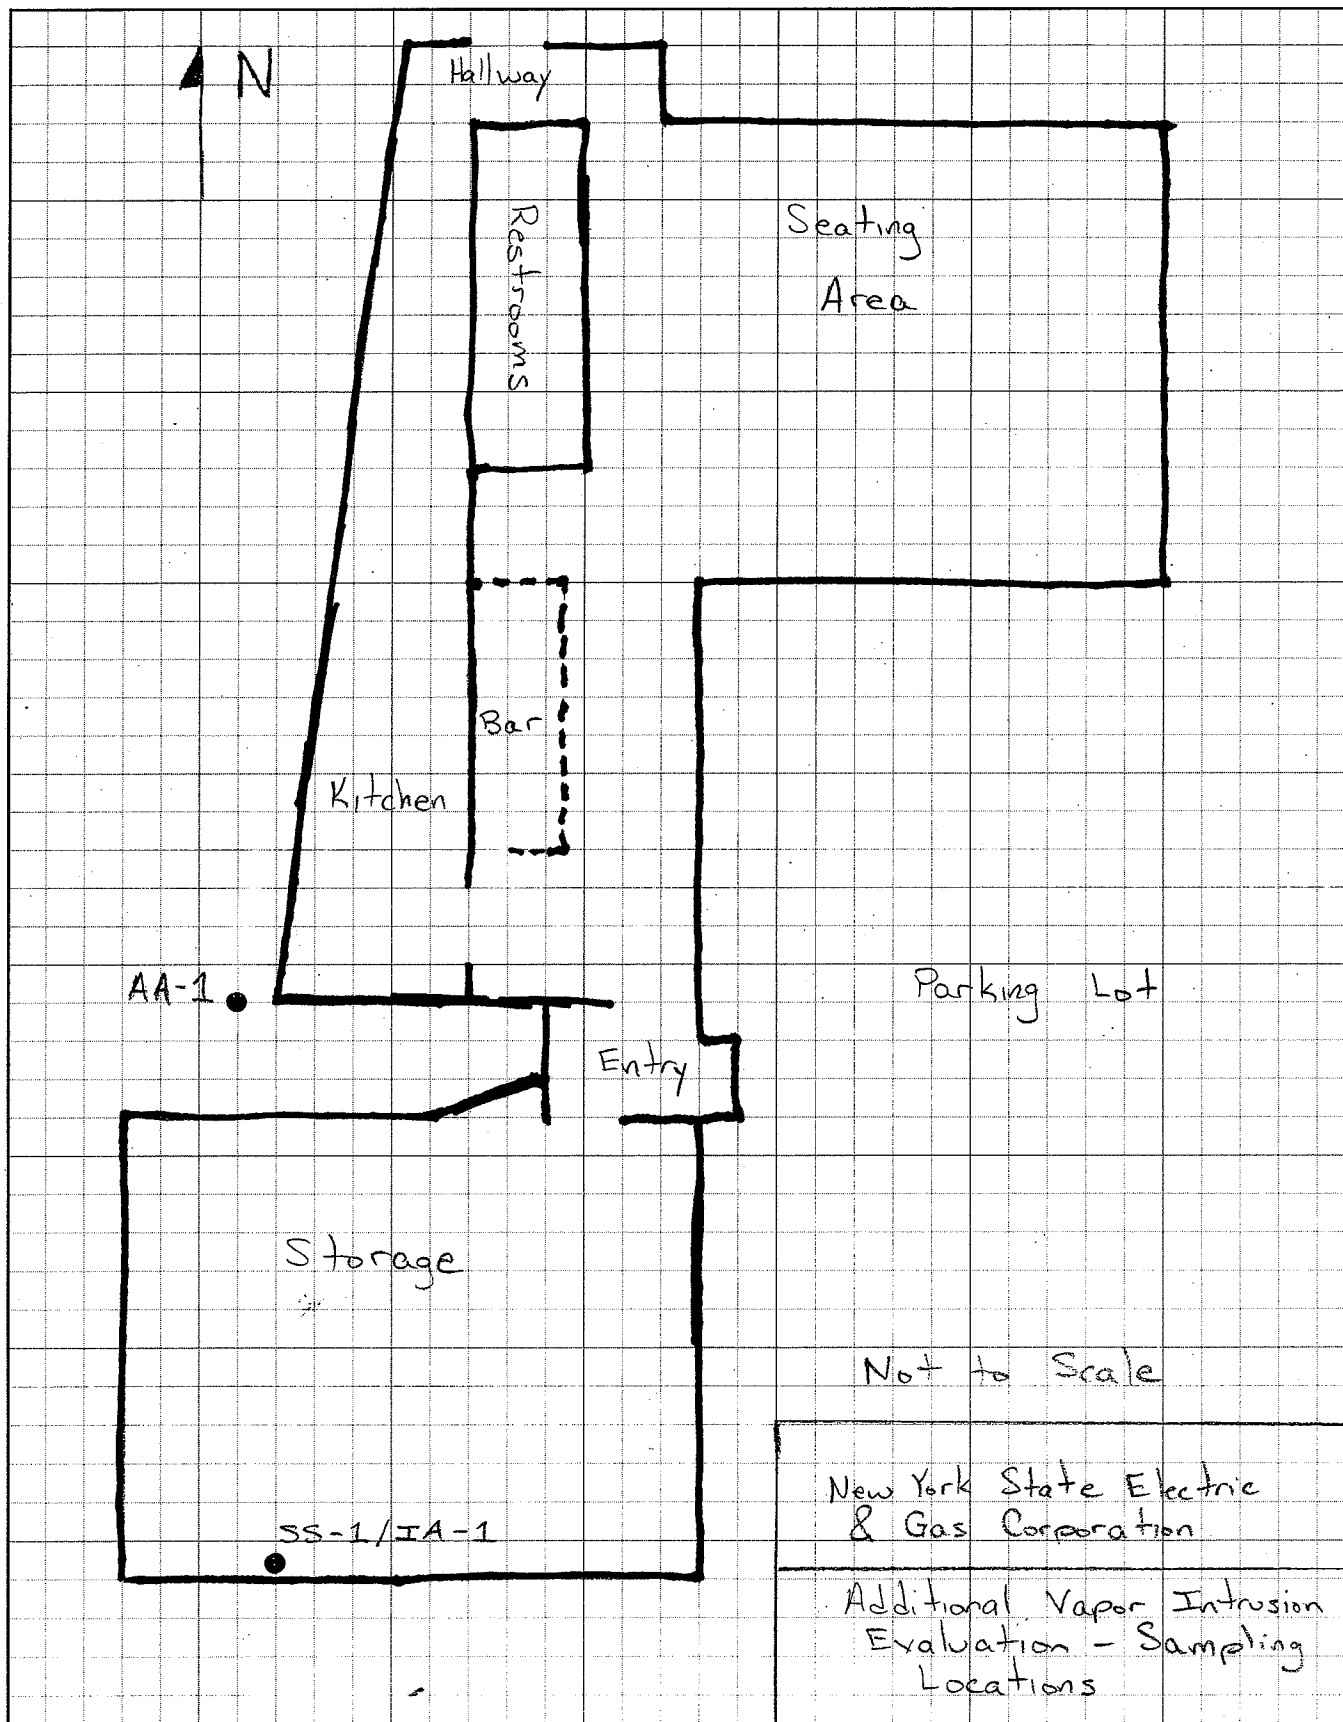 N
Hallway
Restrooms
Seating
Area
Bar
Kitchen
AA-1
Parking Lot
Entry
Storage
Not to Scale
SS-1/IA-1
New York State Electric
& Gas Corporation
Additional Vapor Intrusion
Evaluation - Sampling
Locations